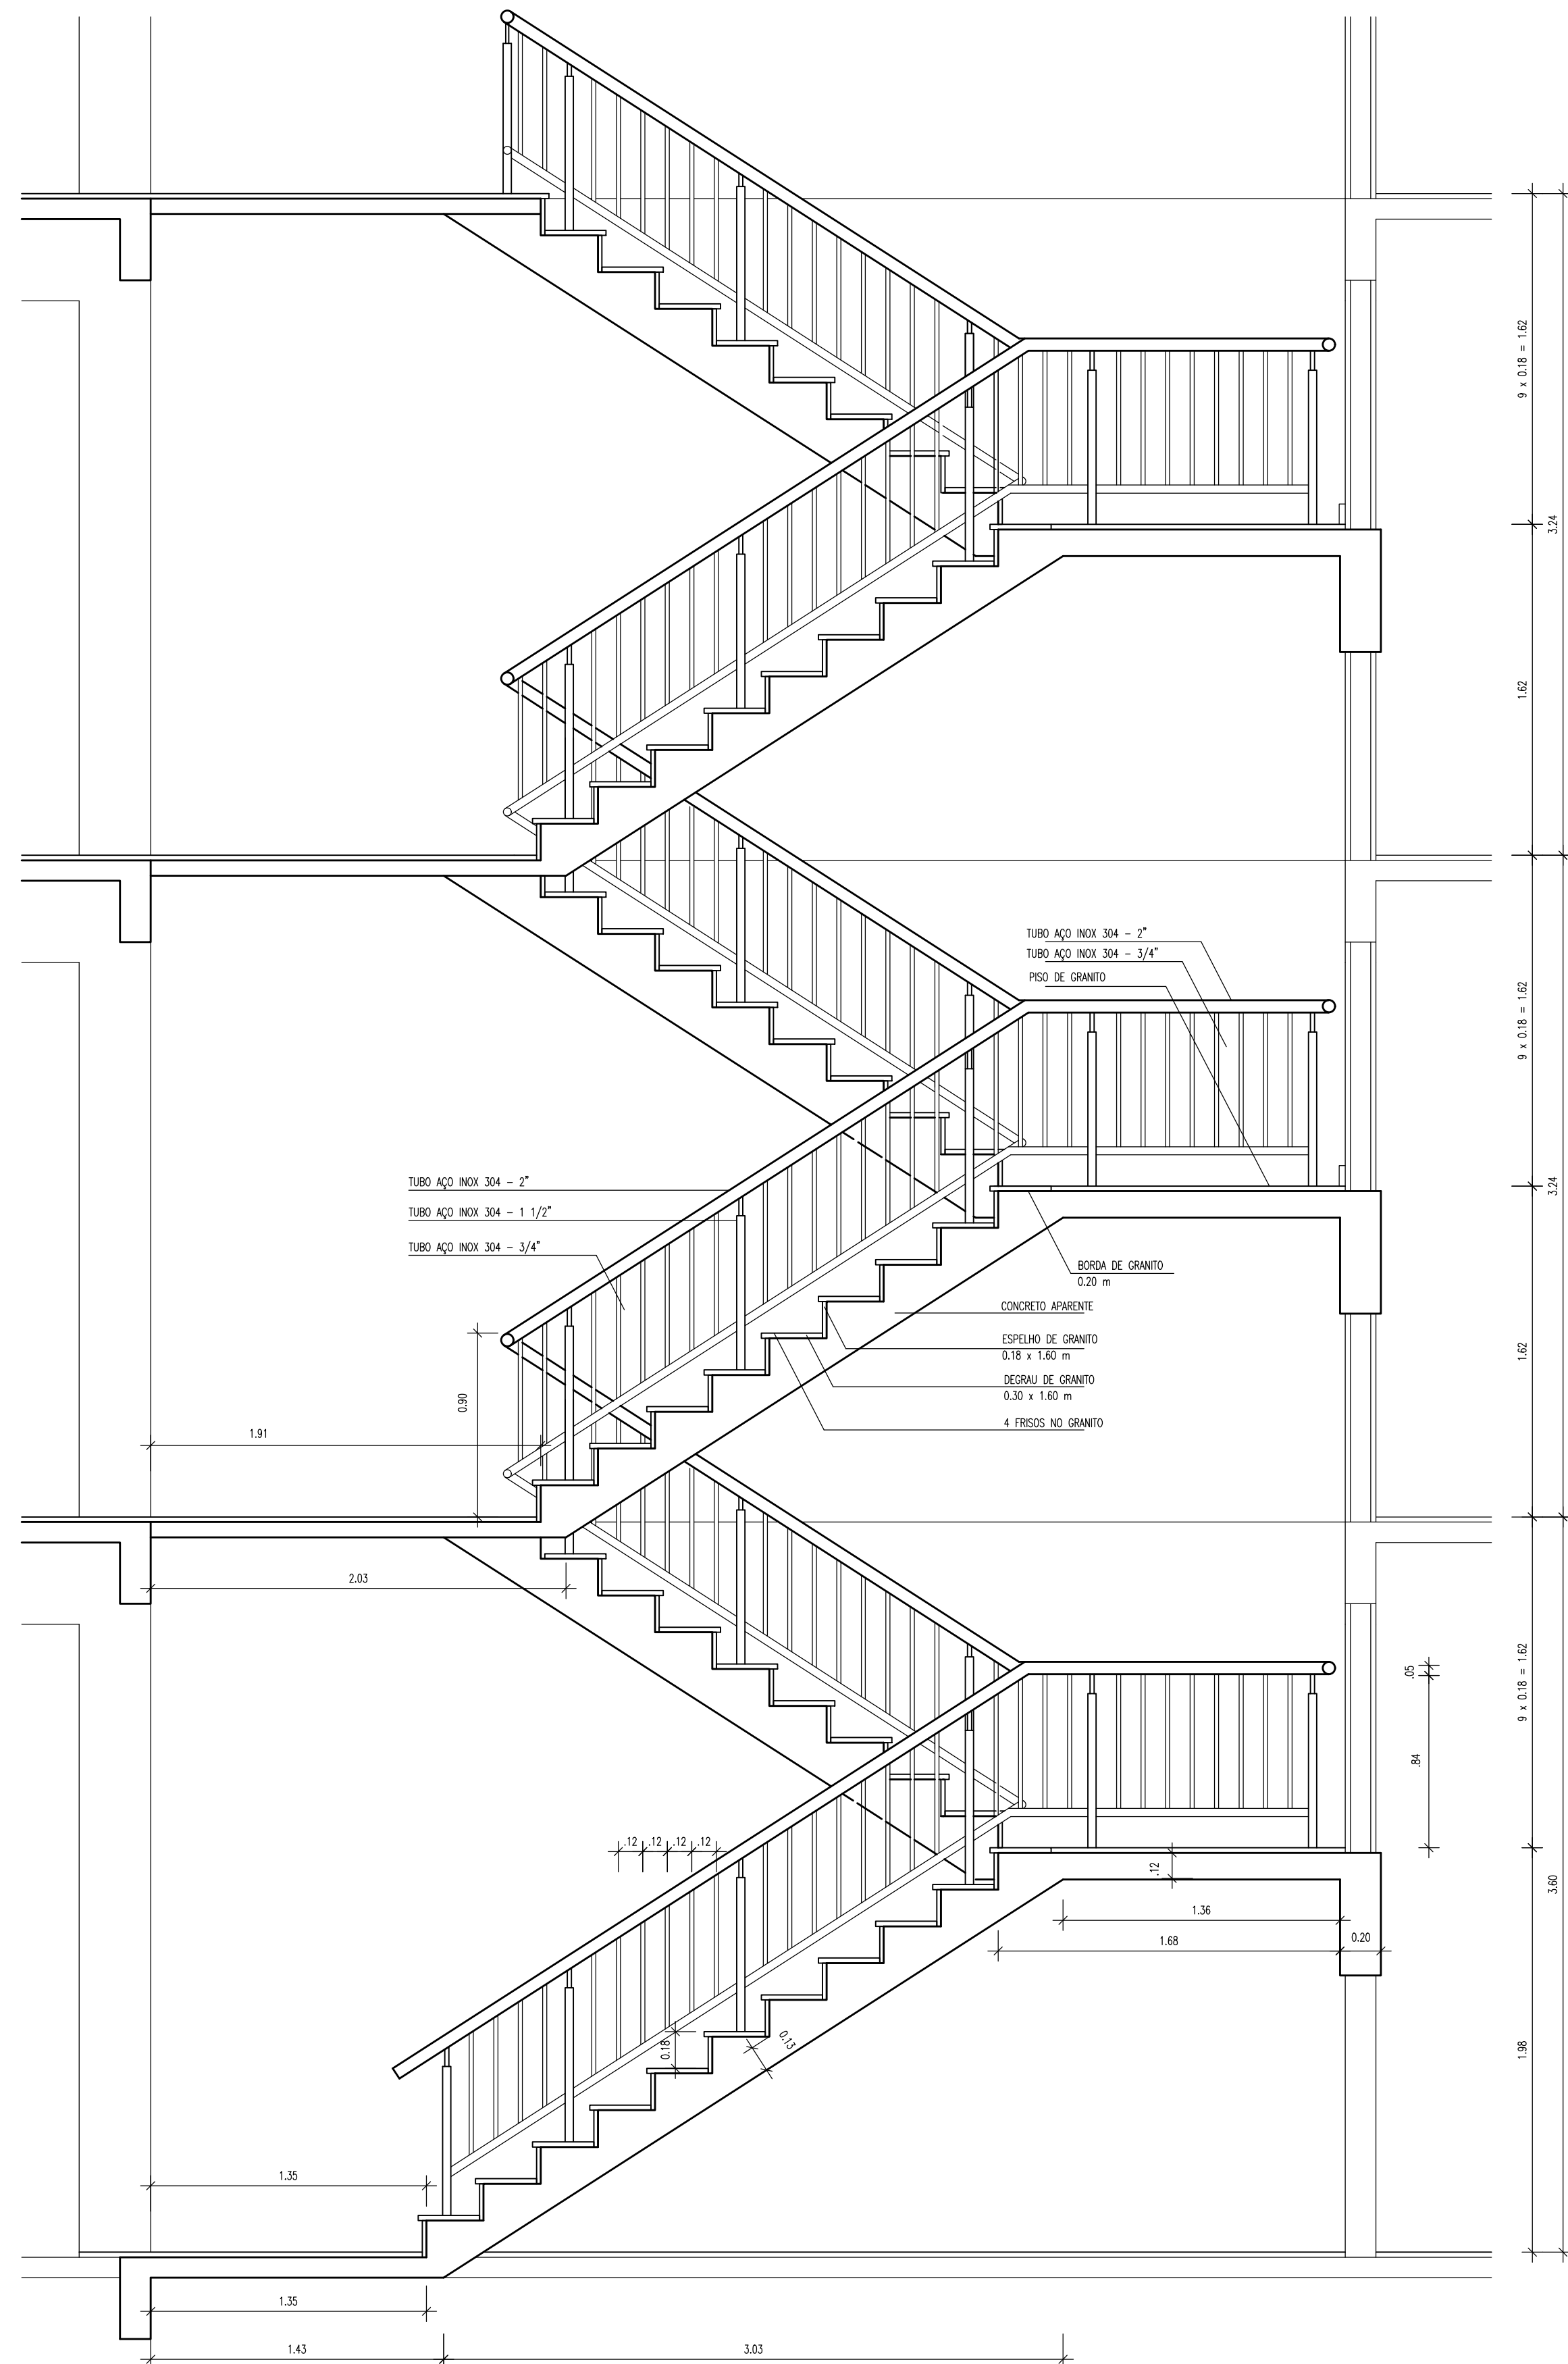 9 x 0.18 = 1.62
3.24
1.62
TUBO AÇO INOX 304 - 2"
TUBO AÇO INOX 304 - 3/4"
PISO DE GRANITO
9 x 0.18 = 1.62
3.24
TUBO AÇO INOX 304 - 2"
TUBO AÇO INOX 304 - 1 1/2"
TUBO AÇO INOX 304 - 3/4"
BORDA DE GRANITO
0.20 m
CONCRETO APARENTE
ESPELHO DE GRANITO
0.18 x 1.60 m
DEGRAU DE GRANITO
0.30 x 1.60 m
4 FRISOS NO GRANITO
1.62
0.90
1.91
2.03
9 x 0.18 = 1.62
.05
.84
.12 .12 .12 .12
.12
3.60
1.36
1.68
0.20
0.18
0.13
1.98
1.35
1.35
1.43
3.03